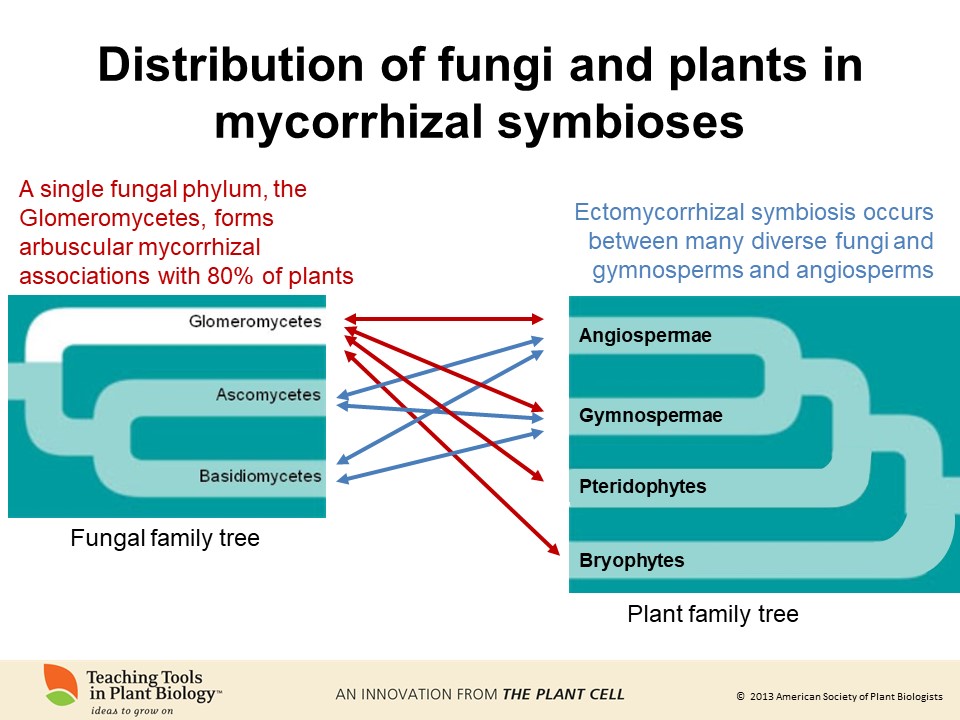 Distribution of fungi and plants in
mycorrhizal symbioses
A single fungal phylum, the
Glomeromycetes, forms
arbuscular mycorrhizal
associations with 80% of plants
Ectomycorrhizal symbiosis occurs
between many diverse fungi and
gymnosperms and angiosperms
Glomeromycetes
Ascomycetes
Basidiomycetes
Fungal family tree
Angiospermae
Gymnospermae
Pteridophytes
Bryophytes
Plant family tree
Teaching Tools
in Plant Biology™
ideas to grow on
AN INNOVATION FROM THE PLANT CELL
© 2013 American Society of Plant Biologists